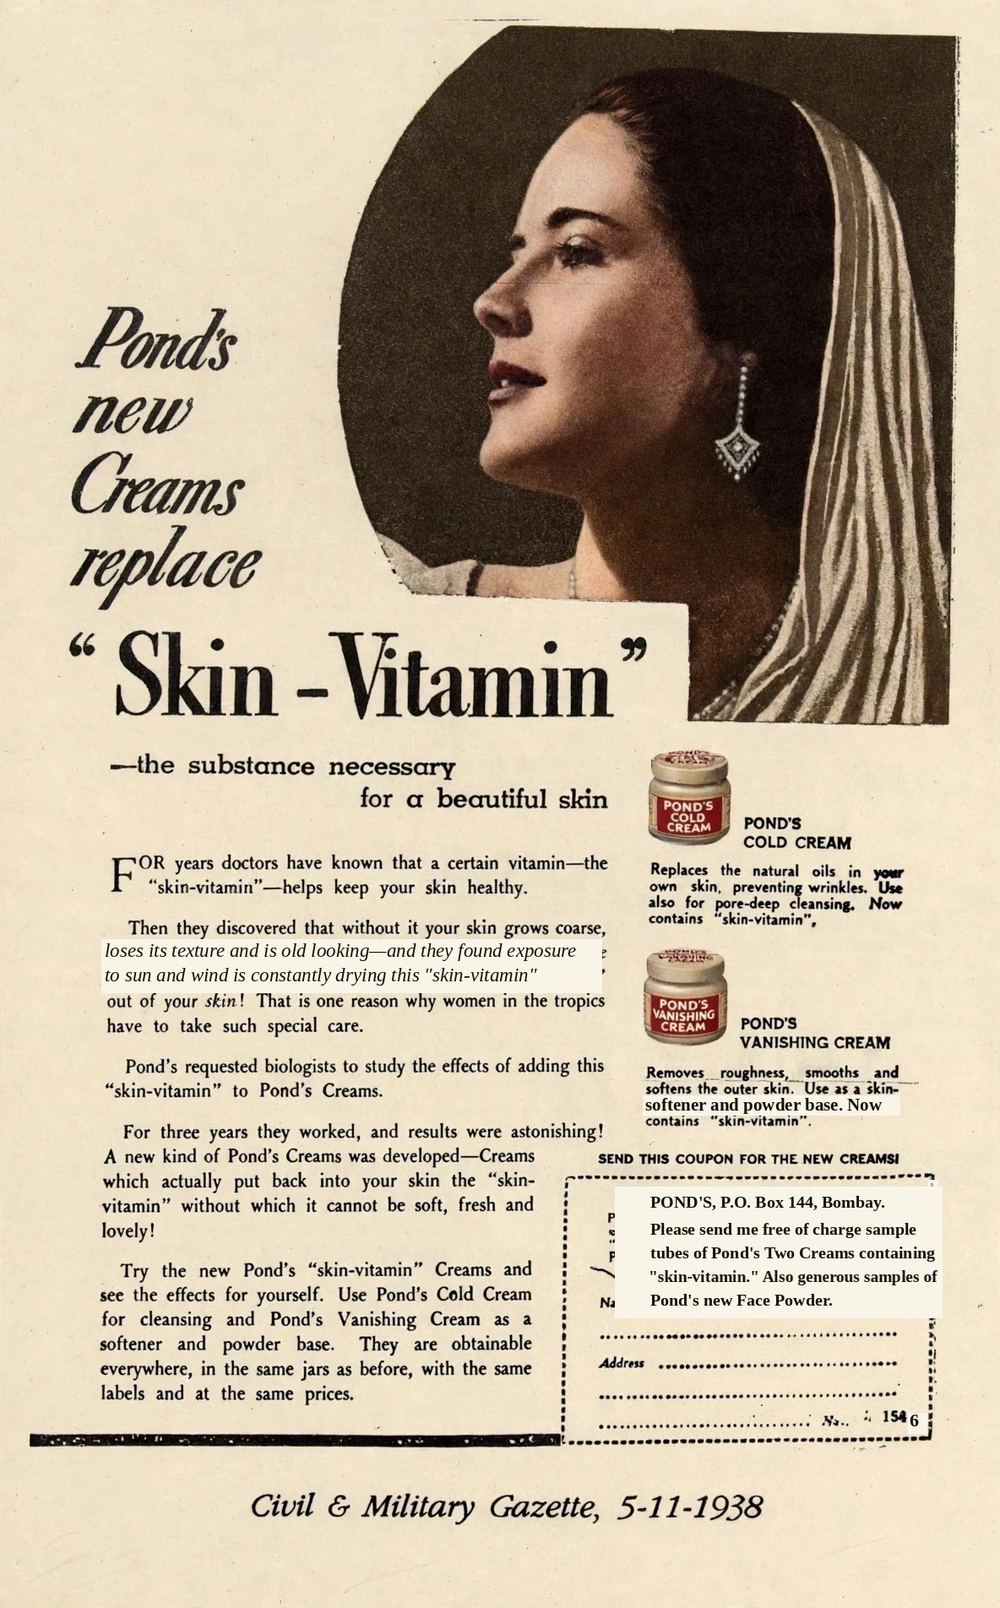 Pond's
new
Creams
replace
“Skin-Vitamin”
—the substance necessary
for a beautiful skin
FOR years doctors have known that a certain vitamin—the
“skin-vitamin”—helps keep your skin healthy.
Then they discovered that without it your skin grows coarse,
loses its texture and is old looking—and they found exposure
to sun and wind is constantly drying this "skin-vitamin"
out of your skin! That is one reason why women in the tropics
have to take such special care.
Pond's requested biologists to study the effects of adding this
“skin-vitamin” to Pond's Creams.
For three years they worked, and results were astonishing!
A new kind of Pond's Creams was developed—Creams
which actually put back into your skin the “skin-
vitamin” without which it cannot be soft, fresh and
lovely!
Try the new Pond's “skin-vitamin” Creams and
see the effects for yourself. Use Pond's Cold Cream
for cleansing and Pond's Vanishing Cream as a
softener and powder base. They are obtainable
everywhere, in the same jars as before, with the same
labels and at the same prices.
POND'S
COLD
CREAM
POND'S
COLD CREAM
Replaces the natural oils in your
own skin, preventing wrinkles. Use
also for pore-deep cleansing. Now
contains “skin-vitamin”,
POND'S
VANISHING
CREAM
POND'S
VANISHING CREAM
Removes roughness, smooths and
softens the outer skin. Use as a skin-
softener and powder base. Now
contains “skin-vitamin”.
SEND THIS COUPON FOR THE NEW CREAMS!
POND'S, P.O. Box 144, Bombay.
Please send me free of charge sample
tubes of Pond's Two Creams containing
"skin-vitamin." Also generous samples of
Pond's new Face Powder.
Address
Civil & Military Gazette, 5-11-1938